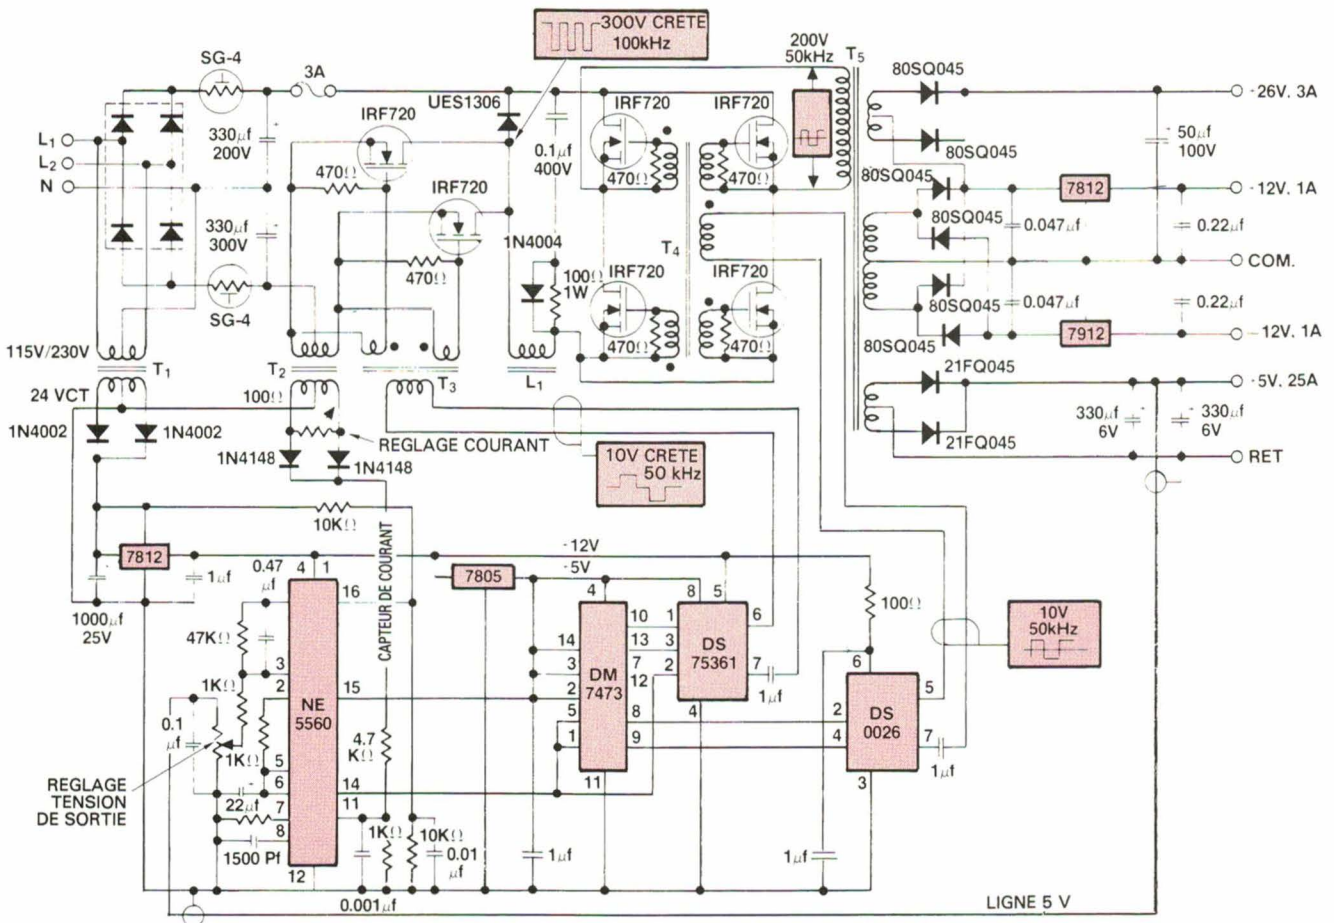 300V CRETE
100kHz
200V
50kHz
T5
SG-4
3A
80SQ045
-26V. 3A
UES1306
IRF720
IRF720
IRF720
330µf
200V
L1
L2
N
0.1µf
400V
50µf
100V
80SQ045
470Ω
IRF720
470Ω
470Ω
80SQ045
7812
-12V. 1A
330µf
300V
80SQ045
0.047µf
0.22µf
1N4004
T4
470Ω
100Ω
1W
IRF720
IRF720
COM.
SG-4
80SQ045
0.047µf
0.22µf
115V/230V
470Ω
470Ω
80SQ045
7912
-12V. 1A
T1
T2
T3
L1
21FQ045
-5V. 25A
24 VCT
100Ω
330µf
6V
330µf
6V
1N4002
1N4002
REGLAGE COURANT
21FQ045
1N4148
1N4148
10V CRETE
50 kHz
RET
10KΩ
CAPTEUR DE COURANT
7812
1µf
0.47
µf
4
1
-12V
7805
-5V
1000µf
25V
16
4
8
5
100Ω
10V
50kHz
47KΩ
10
1
6
14
13
3
3
3
7
2
DS
75361
7
6
1KΩ
2
NE
5560
15
DM
7473
12
1µf
2
0.1
µf
1KΩ
4.7
KΩ
5
8
4
2
DS
0026
5
1
9
4
7
1µf
REGLAGE
TENSION
DE SORTIE
5
6
14
11
3
22µf
7
11
8
1KΩ
10KΩ
1500 Pf
0.01
µf
1µf
1µf
12
0.001µf
LIGNE 5 V